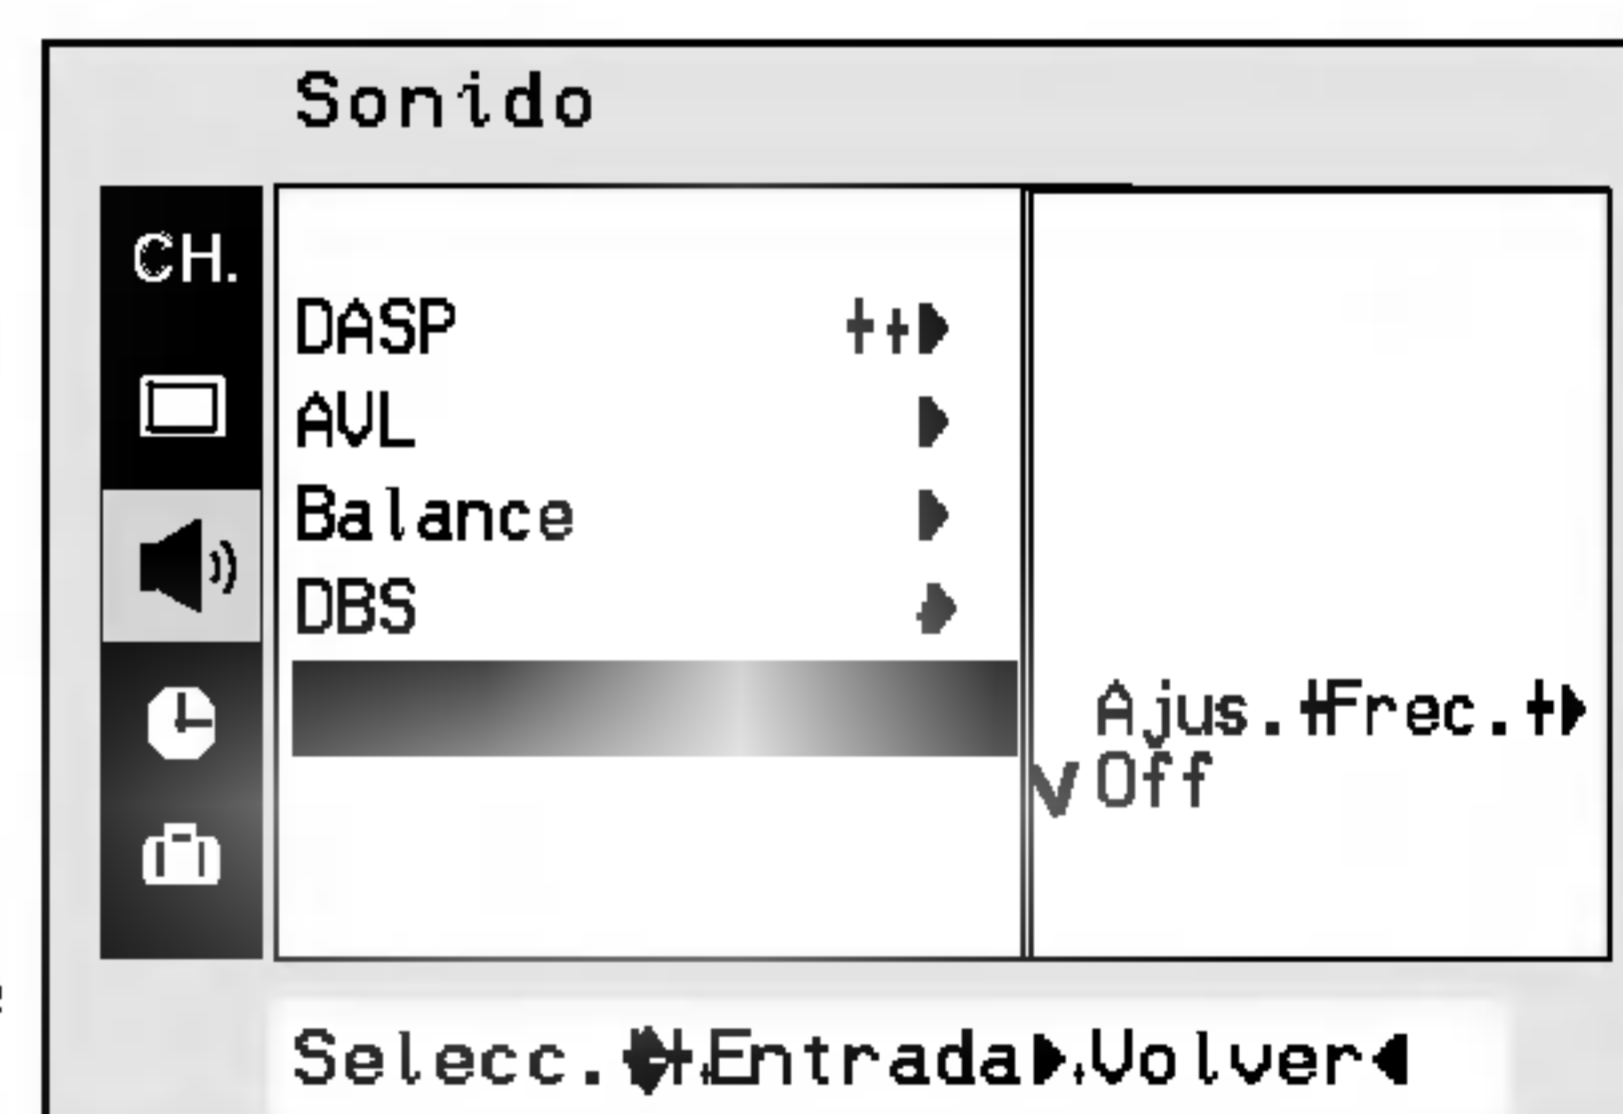 Sonido
CH.
DASP
AVL
Balance
DBS
Ajus. Frec.
Off
Selecc. Entrada Volver